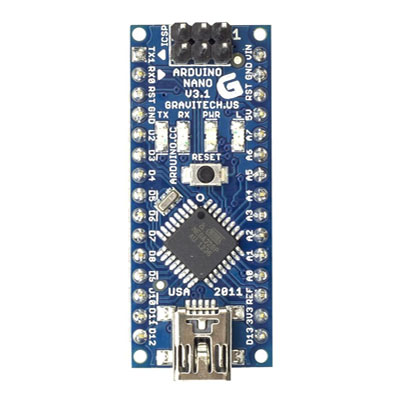 ICSP
1
TX1
RX0
RST
GND
D2
D3
D4
D5
D6
D7
D8
D9
D10
D11
D12
ARDUINO
NANO
V3.1
G
GRAVITECH.US
TX RX PWR L
RESET
ARDUINO.CC
USA 2011
VIN
GND
RST
5V
A7
A6
A5
A4
A3
A2
A1
A0
REF
3V3
D13